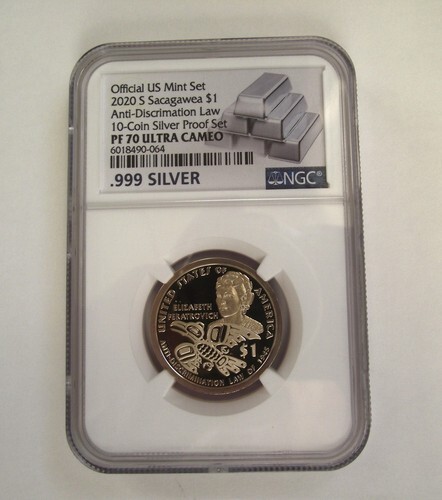 Official US Mint Set
2020 S Sacagawea $1
Anti-Discrimation Law
10-Coin Silver Proof Set
PF 70 ULTRA CAMEO
6018490-064
.999 SILVER
NGC®
UNITED STATES OF AMERICA
ELIZABETH
PERATROVICH
$1
ANTI-DISCRIMINATION LAW OF 1945